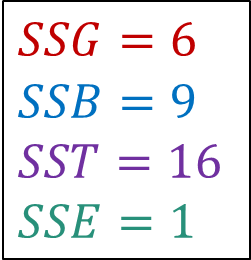 SSG = 6
SSB = 9
SST = 16
SSE = 1